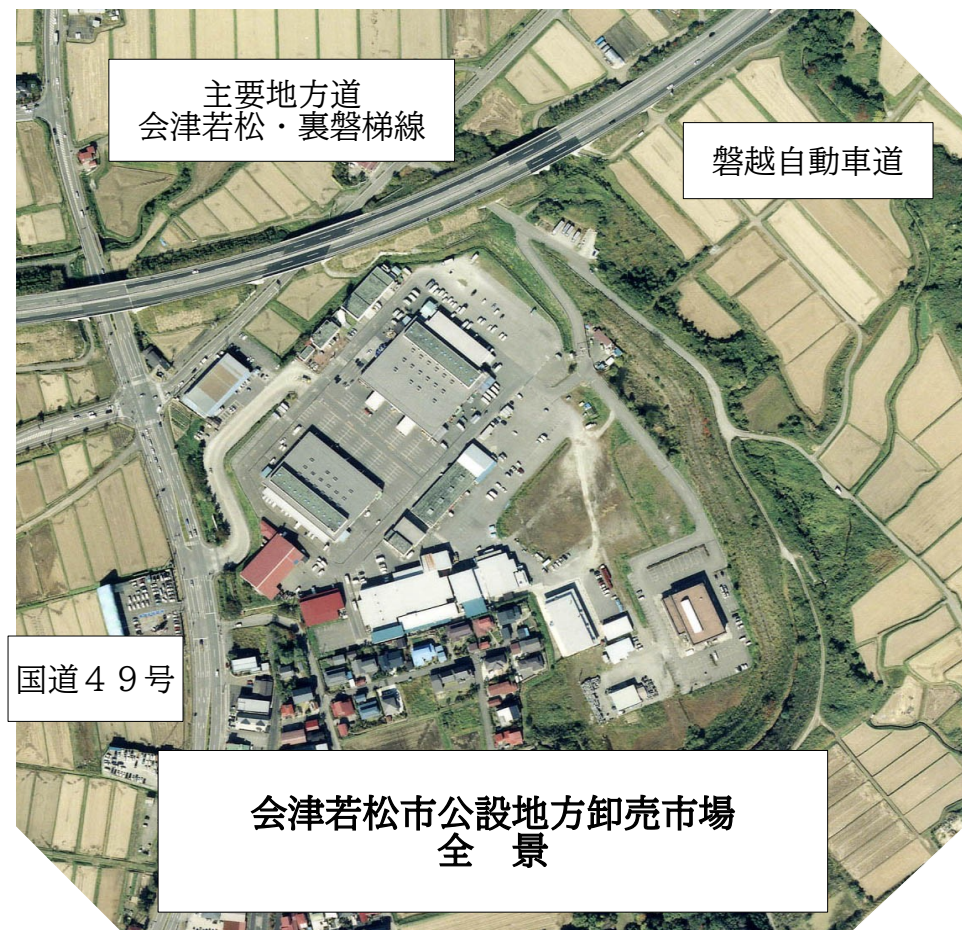 主要地方道
会津若松・裏磐梯線
磐越自動車道
国道４９号
会津若松市公設地方卸売市場
全　景